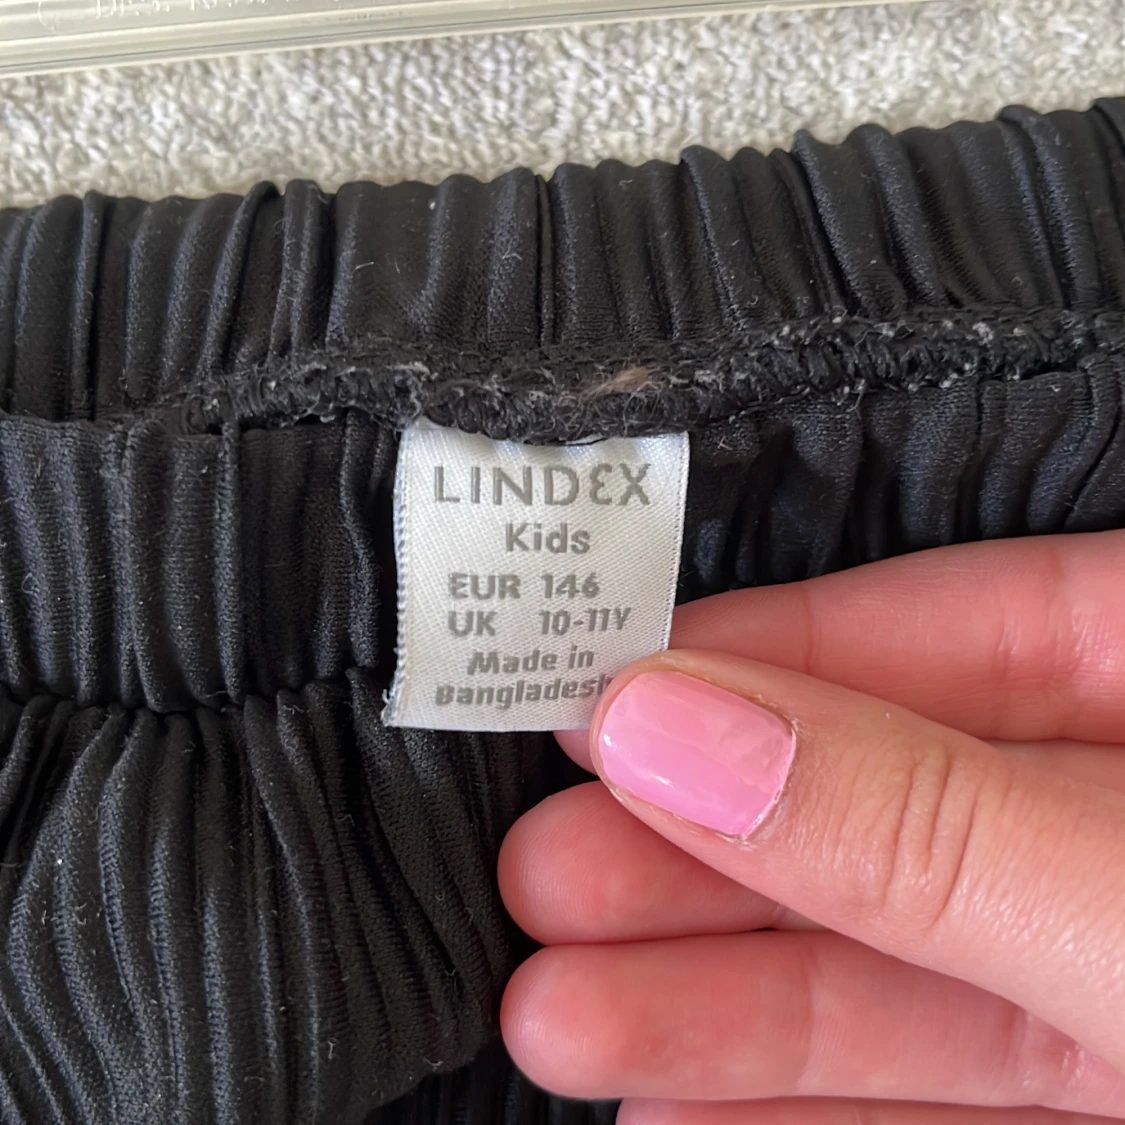 LINDEX
Kids
EUR 146
UK 10-11Y
Made in
Bangladesh